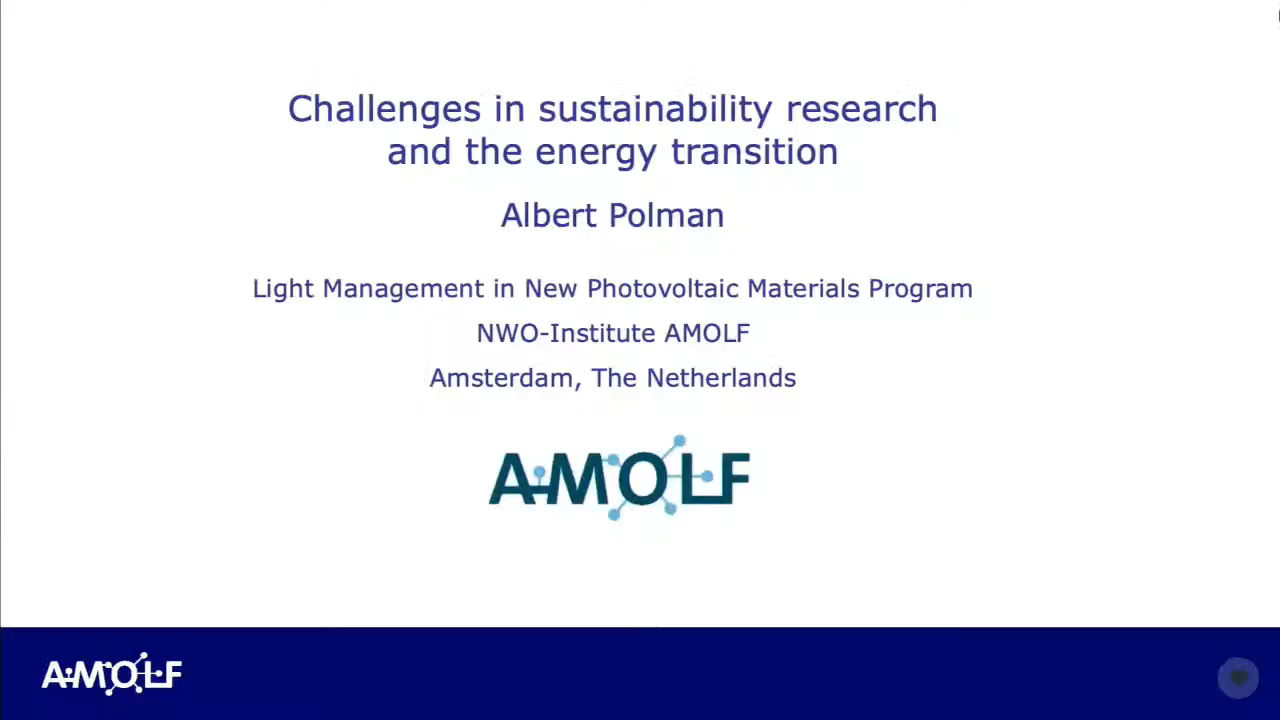 Challenges in sustainability research
and the energy transition
Albert Polman
Light Management in New Photovoltaic Materials Program
NWO-Institute AMOLF
Amsterdam, The Netherlands
AMOLF
AMOLF